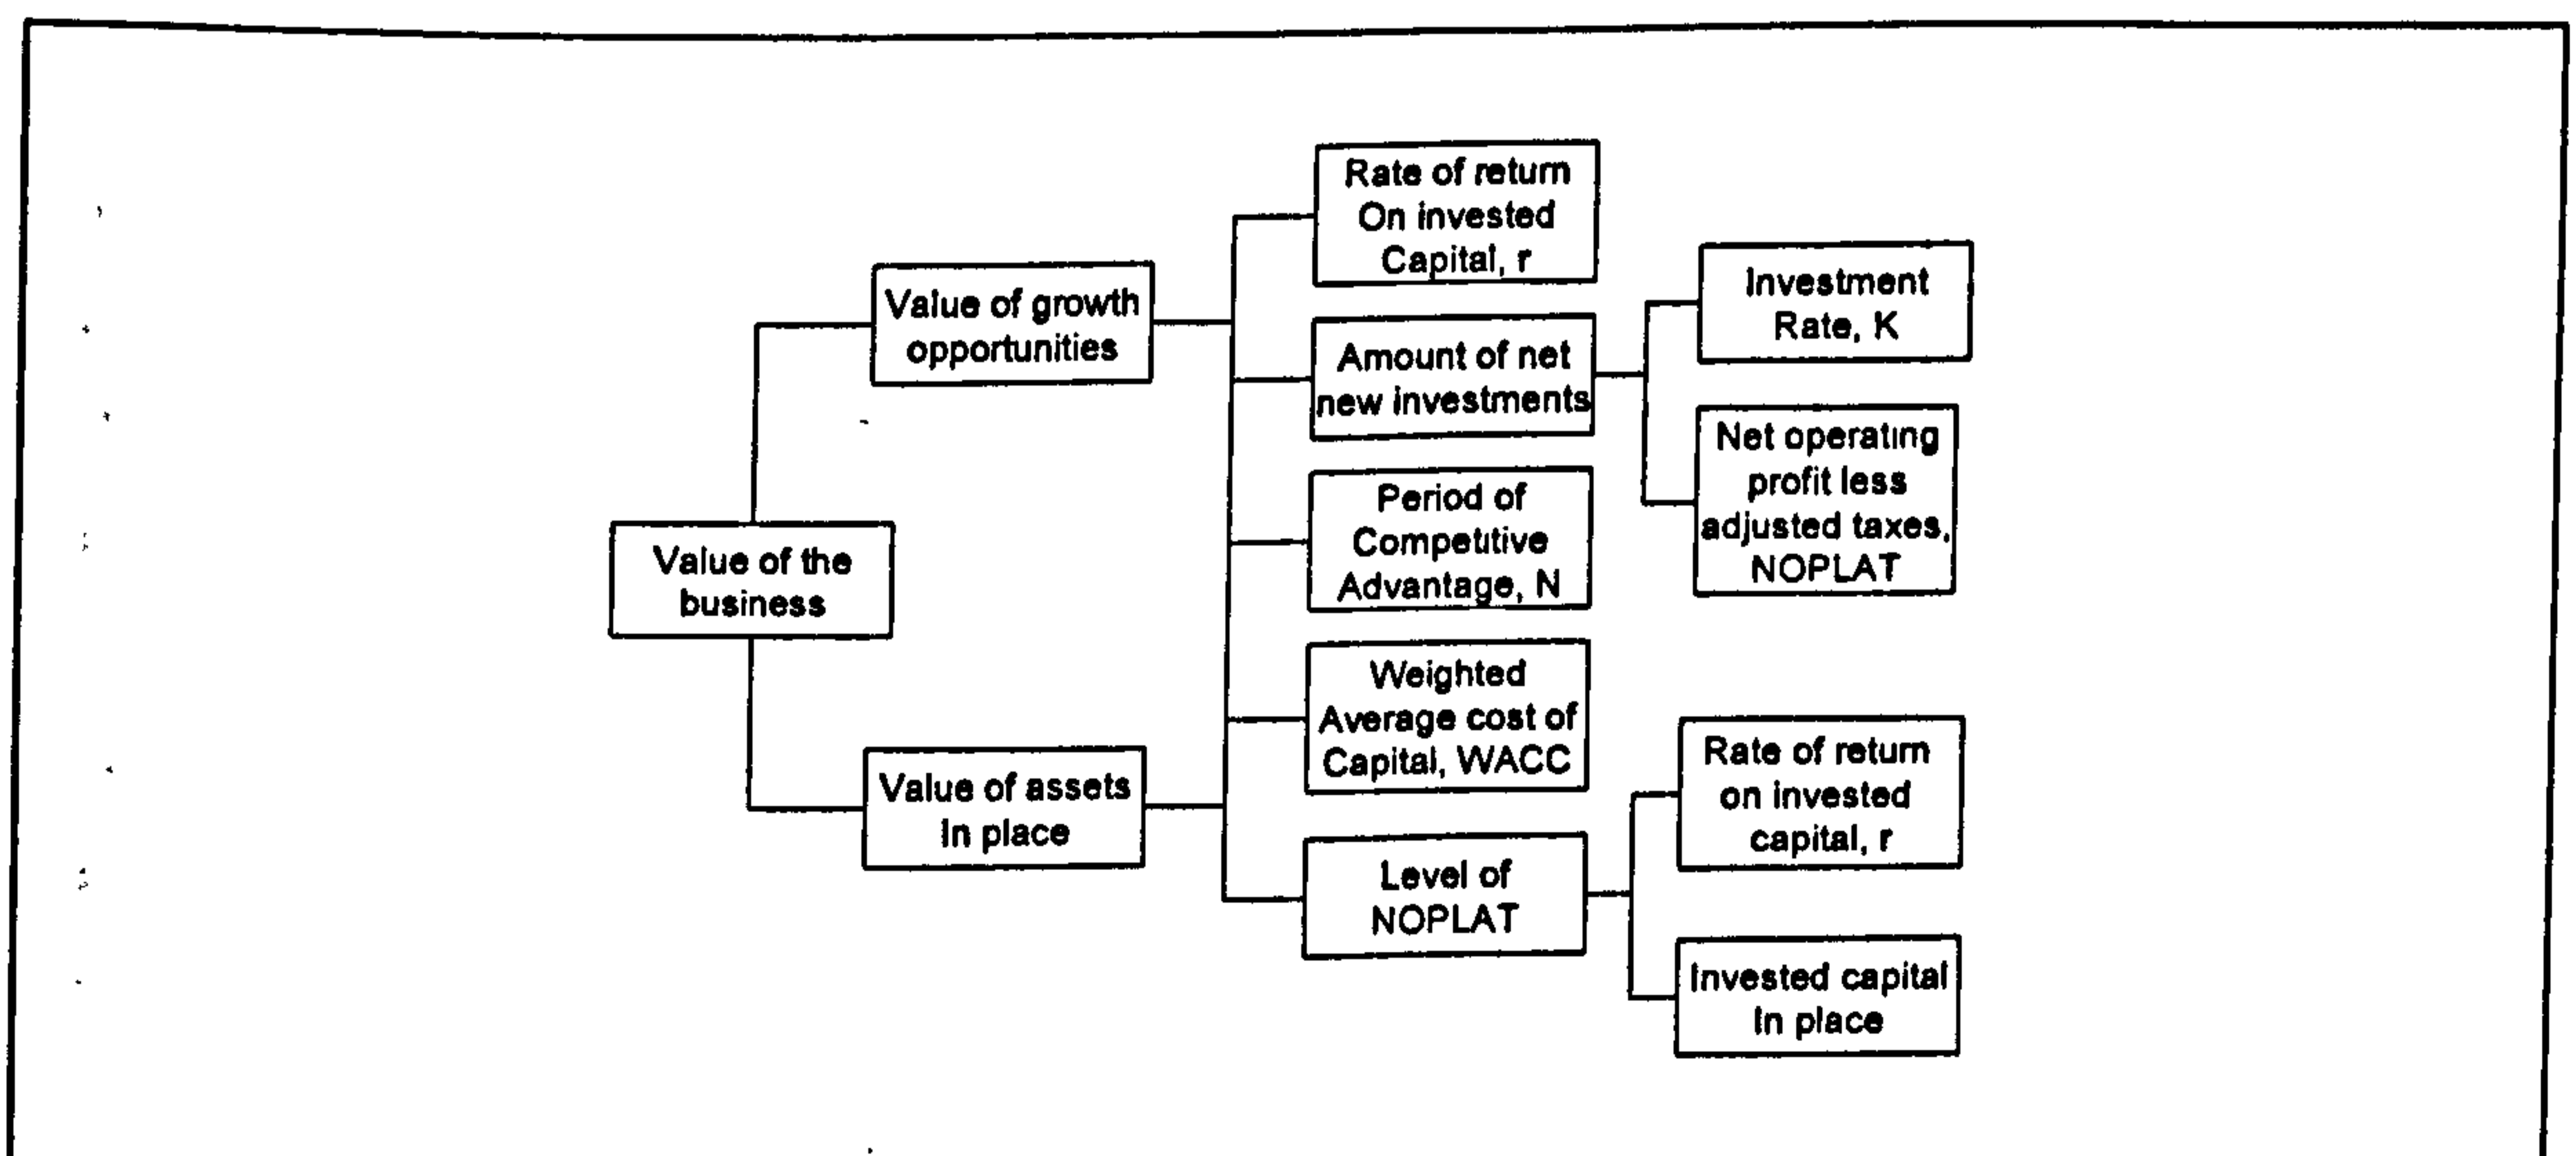 Value of the
business
Value of growth
opportunities
Value of assets
In place
Rate of return
On invested
Capital, r
Amount of net
new investments
Period of
Competitive
Advantage, N
Weighted
Average cost of
Capital, WACC
Level of
NOPLAT
Investment
Rate, K
Net operating
profit less
adjusted taxes,
NOPLAT
Rate of return
on invested
capital, r
Invested capital
In place